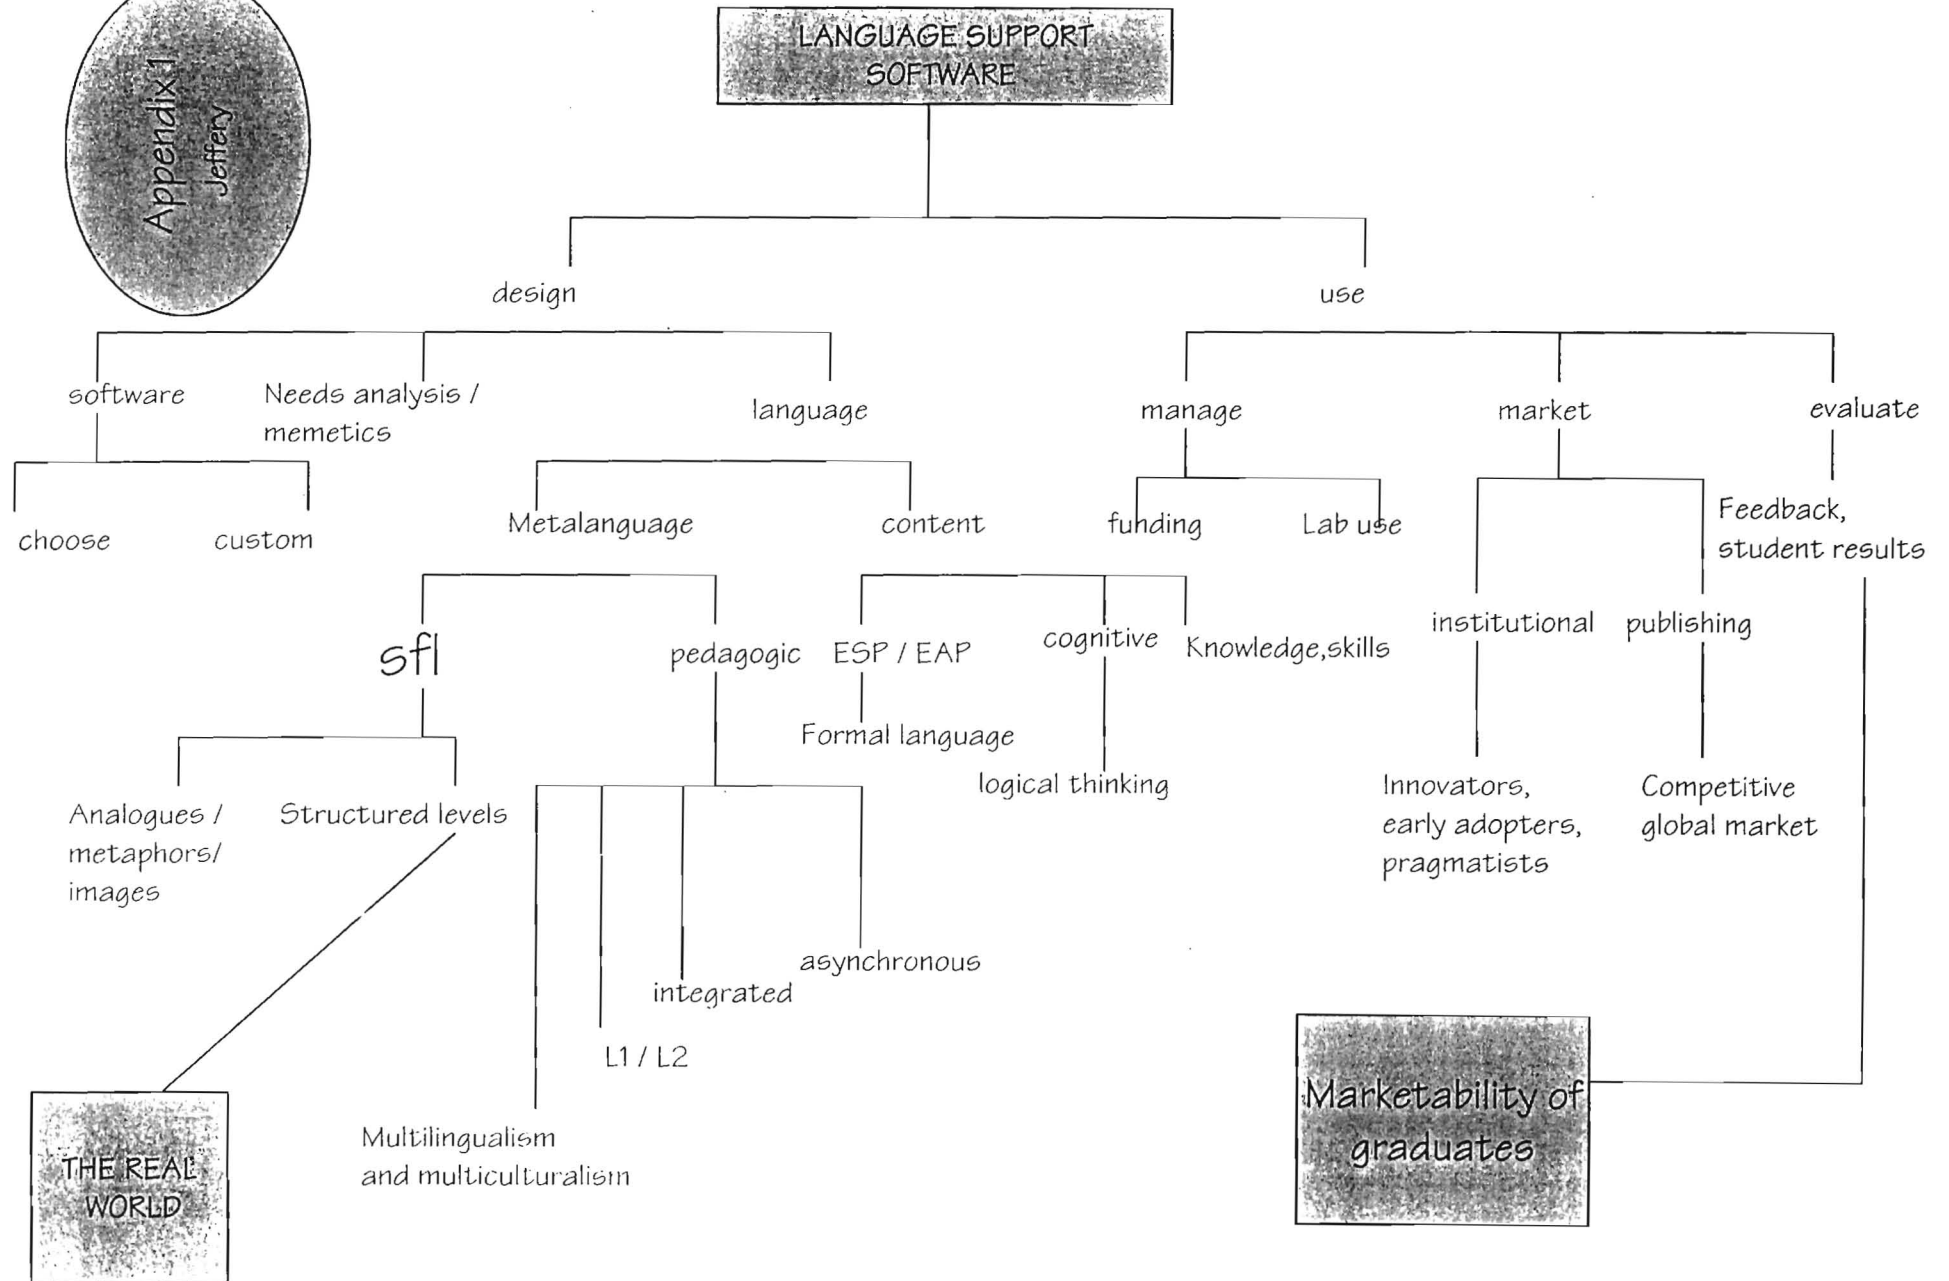 Appendix 1
Jeffery
LANGUAGE SUPPORT
SOFTWARE
design
use
software
Needs analysis /
memetics
language
manage
market
evaluate
choose
custom
Metalanguage
content
funding
Lab use
Feedback,
student results
sfl
pedagogic
ESP / EAP
cognitive
Knowledge,skills
institutional
publishing
Formal language
logical thinking
Analogues /
metaphors/
images
Structured levels
Innovators,
early adopters,
pragmatists
Competitive
global market
asynchronous
integrated
L1 / L2
Multilingualism
and multiculturalism
THE REAL
WORLD
Marketability of
graduates